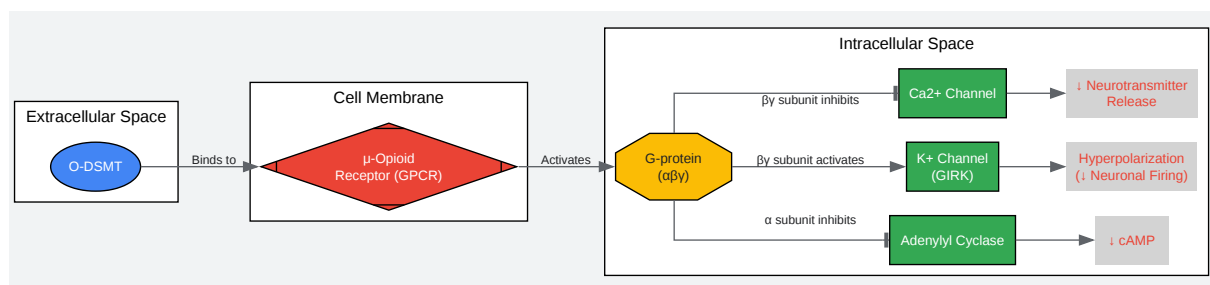 Extracellular Space
O-DSMT
Binds to
Cell Membrane
μ-Opioid
Receptor (GPCR)
Activates
Intracellular Space
G-protein
(αβγ)
βγ subunit inhibits
Ca2+ Channel
↓ Neurotransmitter
Release
βγ subunit activates
K+ Channel
(GIRK)
Hyperpolarization
(↓ Neuronal Firing)
α subunit inhibits
Adenylyl Cyclase
↓ cAMP